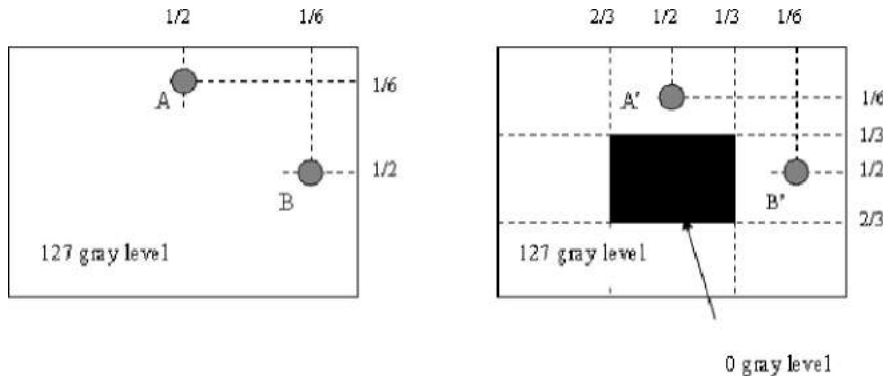 1/2 1/6
A
1/6
B
1/2
127 gray level
2/3 1/2 1/3 1/6
A'
1/6
1/3
1/2
B'
2/3
127 gray level
0 gray level